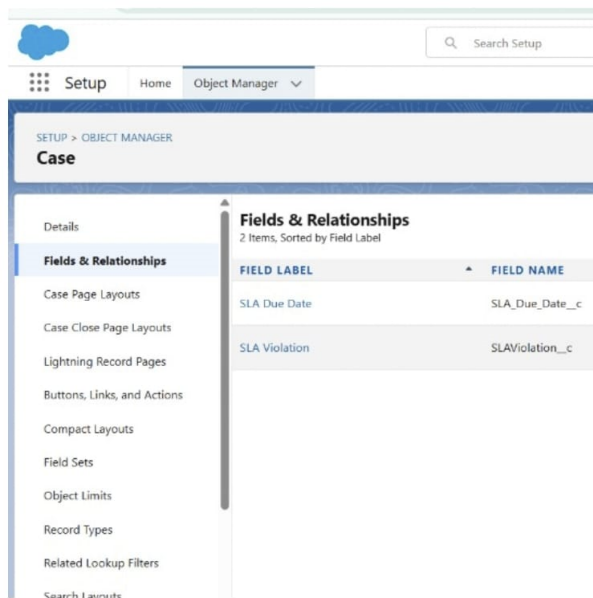 Search Setup
Setup Home Object Manager
SETUP > OBJECT MANAGER
Case
Details
Fields & Relationships
Case Page Layouts
Case Close Page Layouts
Lightning Record Pages
Buttons, Links, and Actions
Compact Layouts
Field Sets
Object Limits
Record Types
Related Lookup Filters
Search Layouts
Fields & Relationships
2 Items, Sorted by Field Label
FIELD LABEL FIELD NAME
SLA Due Date SLA_Due_Date__c
SLA Violation SLAViolation__c